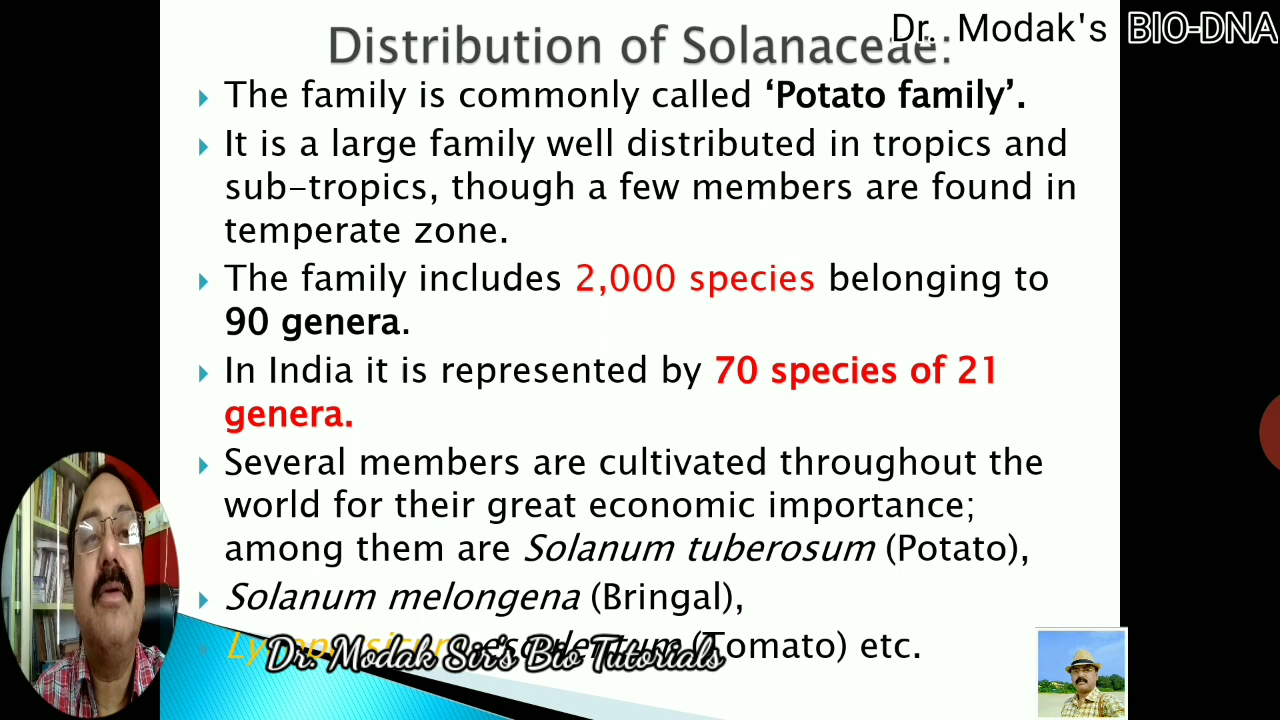 Distribution of Solanaceae:
Dr. Modak's BIO-DNA
The family is commonly called ‘Potato family’.
It is a large family well distributed in tropics and
sub-tropics, though a few members are found in
temperate zone.
The family includes 2,000 species belonging to
90 genera.
In India it is represented by 70 species of 21
genera.
Several members are cultivated throughout the
world for their great economic importance;
among them are Solanum tuberosum (Potato),
Solanum melongena (Bringal),
(Tomato) etc.
Dr. Modak Sir's Bio Tutorials